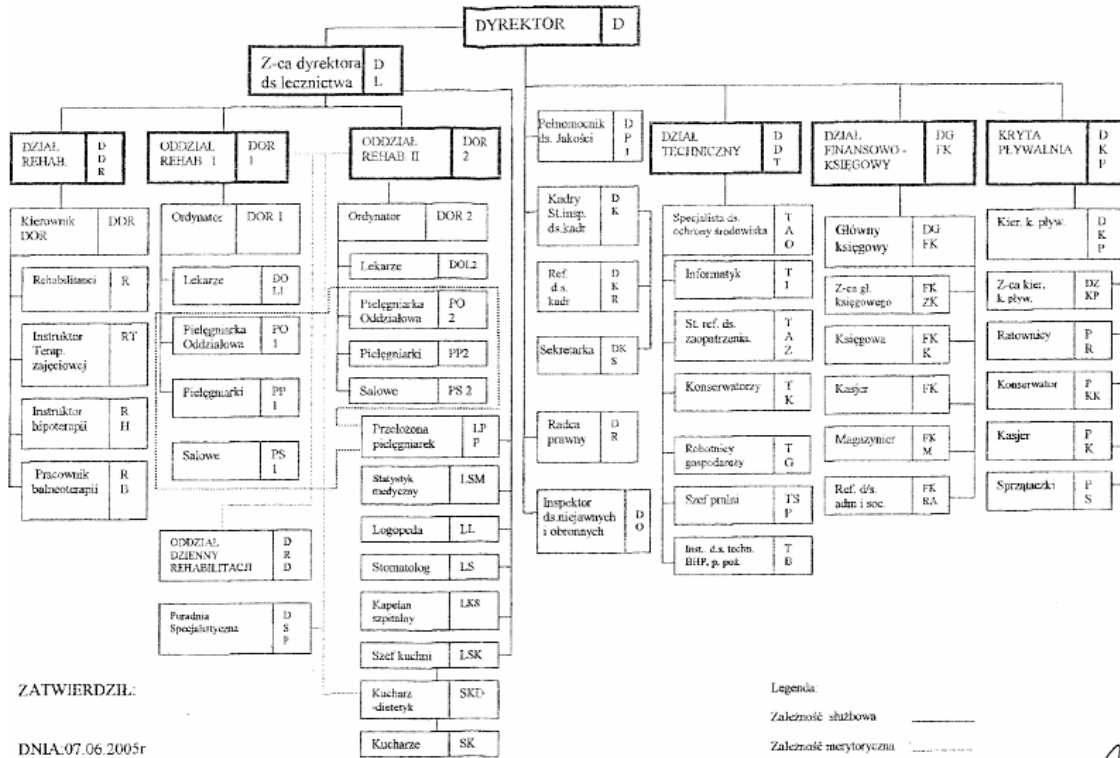 DYREKTOR D
Z-ca dyrektora
ds.lecznictwa
D
L
DZIAŁ
REHAB.
D
D
R
ODDZIAŁ
REHAB. I
DOR
1
ODDZIAŁ
REHAB. II
DOR
2
Pełnomocnik
ds. Jakości
D
P
J
DZIAŁ
TECHNICZNY
D
D
T
DZIAŁ
FINANSOWO -
KSIĘGOWY
DG
FK
KRYTA
PŁYWALNIA
D
K
P
Kierownik
DDR
DDR
Rehabilitanci R
Instruktor
Terap.
zajęciowej
RT
Instruktor
hipoterapii
R
H
Pracownik
balneoterapii
R
B
Ordynator DOR 1
Lekarze
DO
L1
Pielęgniarka
Oddziałowa
PO
1
Pielęgniarki
PP
1
Salowe
PS
1
ODDZIAŁ
DZIENNY
REHABILITACJI
D
R
D
Poradnia
Specjalistyczna
D
S
P
Ordynator DOR 2
Lekarze DOL2
Pielęgniarka
Oddziałowa
PO
2
Pielęgniarki PP2
Salowe PS 2
Przełożona
pielęgniarek
LP
P
Statystyk
medyczny
LSM
Logopeda LL
Stomatolog LS
Kapelan
szpitalny
LKS
Szef kuchni LSK
Kucharz
-dietetyk
SKD
Kucharze SK
Kadry
St.insp.
ds.kadr
D
K
Ref.
d.s.
kadr
D
K
R
Sekretarka
DK
S
Radca
prawny
D
R
Inspektor
ds.niejawnych
i obronnych
D
O
Specjalista ds.
ochrony środowiska
T
A
O
Informatyk
T
I
St. ref. ds.
zaopatrzenia.
T
A
Z
Konserwatorzy
T
K
Robotnicy
gospodarczy
T
G
Szef pralni
TS
P
Inst. d.s. techn.
BHP, p. poż.
T
B
Główny
księgowy
DG
FK
Z-ca gł.
księgowego
FK
ZK
Księgowa
FK
K
Kasjer FK
Magazynier
FK
M
Ref. d/s.
adm i soc.
FK
RA
Kier. k. pływ.
D
K
P
Z-ca kier,
k. pływ.
DZ
KP
Ratownicy
P
R
Konserwator
P
KK
Kasjer
P
K
Sprzątaczki
P
S
ZATWIERDZIŁ:
DNIA:07.06.2005r
Legenda:
Zależność służbowa
Zależność merytoryczna